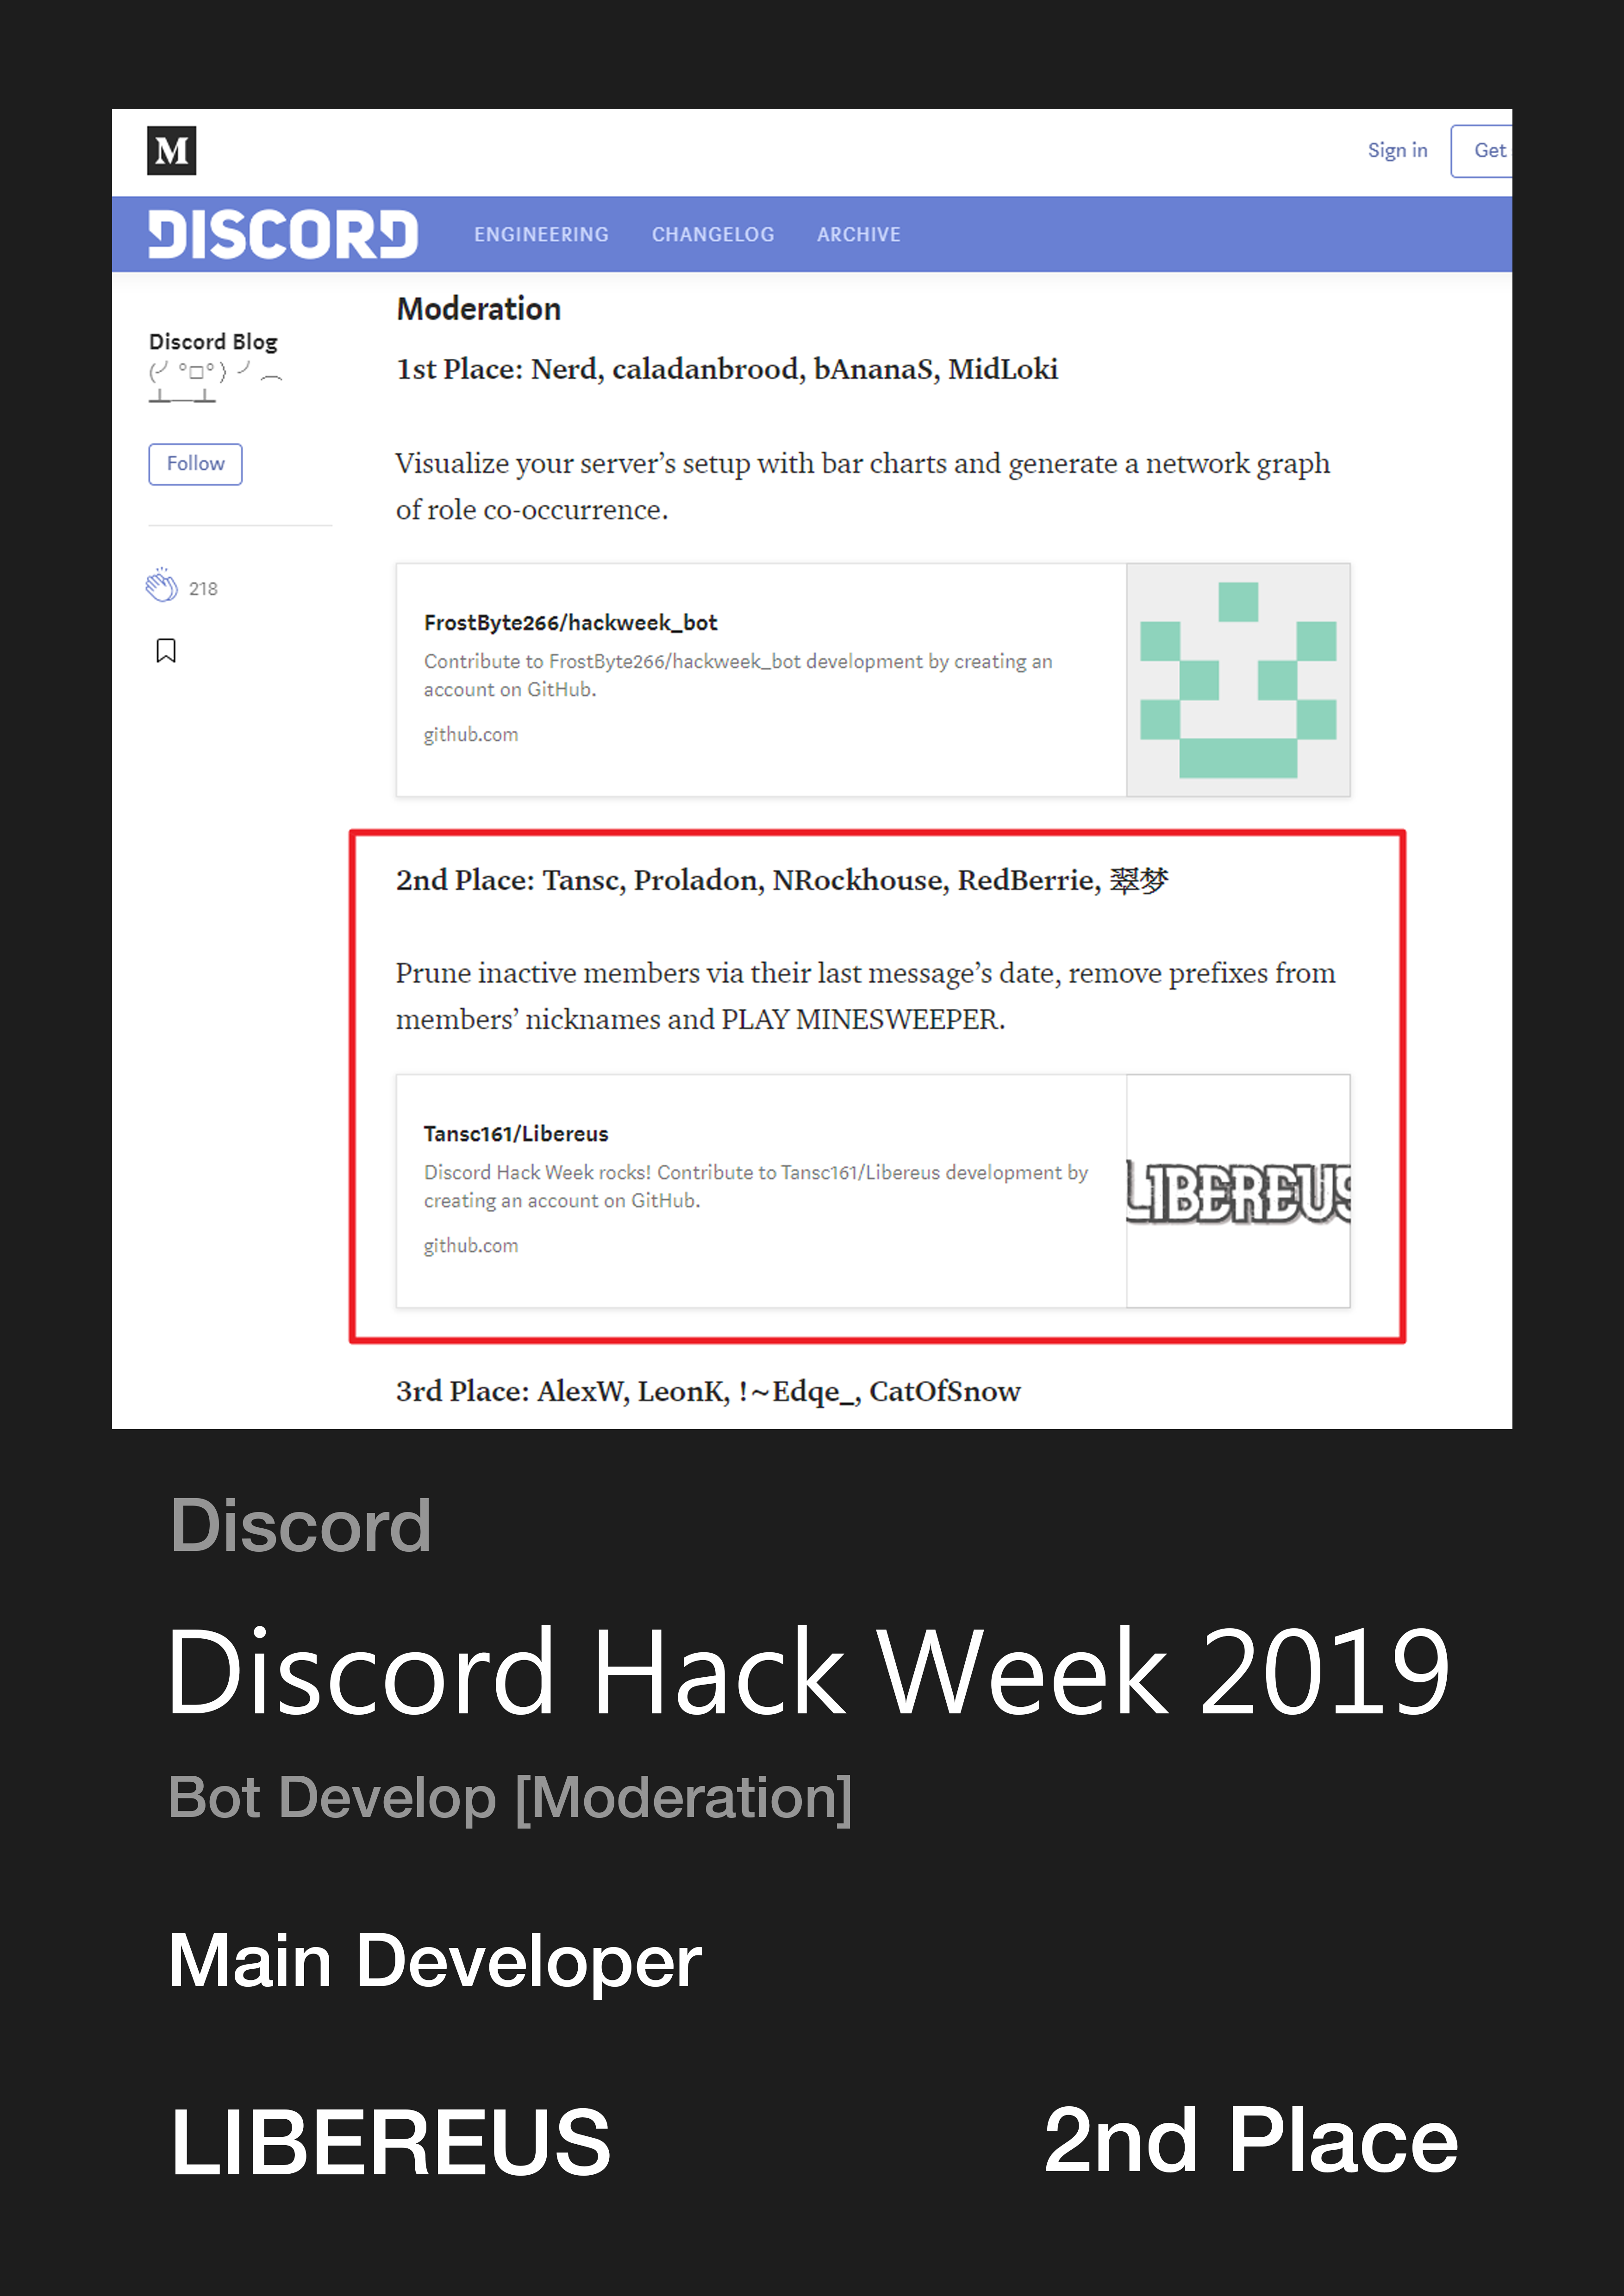 M
Sign in
Get
DISCORD
ENGINEERING
CHANGELOG
ARCHIVE
Discord Blog
(╯°□°)╯︵
┻━┻
Follow
218
Moderation
1st Place: Nerd, caladanbrood, bAnanaS, MidLoki
Visualize your server’s setup with bar charts and generate a network graph
of role co-occurrence.
FrostByte266/hackweek_bot
Contribute to FrostByte266/hackweek_bot development by creating an
account on GitHub.
github.com
2nd Place: Tansc, Proladon, NRockhouse, RedBerrie, 翠梦
Prune inactive members via their last message’s date, remove prefixes from
members’ nicknames and PLAY MINESWEEPER.
Tansc161/Libereus
Discord Hack Week rocks! Contribute to Tansc161/Libereus development by
creating an account on GitHub.
github.com
LIBEREUS
3rd Place: AlexW, LeonK, !~Edqe_, CatOfSnow
Discord
Discord Hack Week 2019
Bot Develop [Moderation]
Main Developer
LIBEREUS
2nd Place